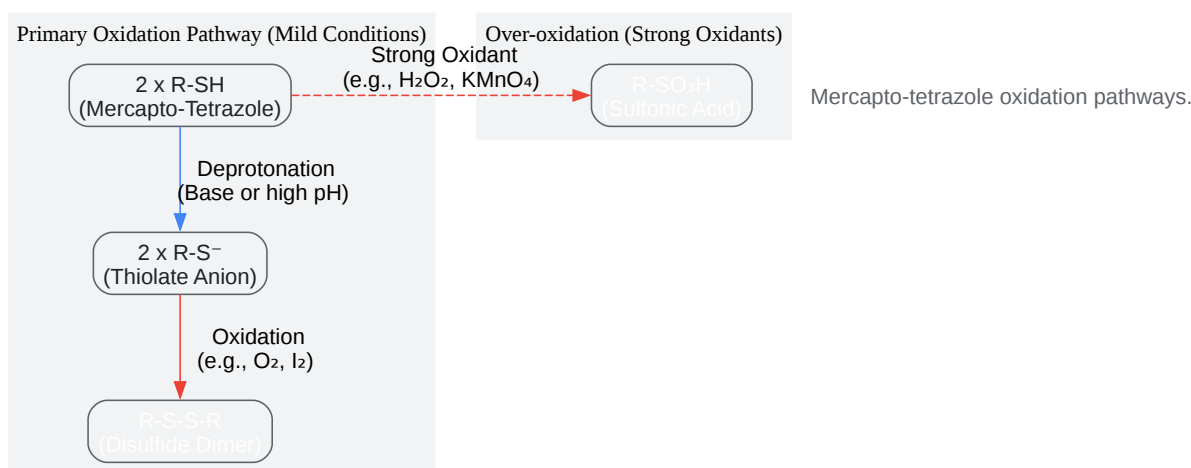 Primary Oxidation Pathway (Mild Conditions)
2 x R-SH
(Mercapto-Tetrazole)
Deprotonation
(Base or high pH)
2 x R-S⁻
(Thiolate Anion)
Oxidation
(e.g., O₂, I₂)
R-S-S-R
(Disulfide Dimer)
Strong Oxidant
(e.g., H₂O₂, KMnO₄)
Over-oxidation (Strong Oxidants)
R-SO₃H
(Sulfonic Acid)
Mercapto-tetrazole oxidation pathways.